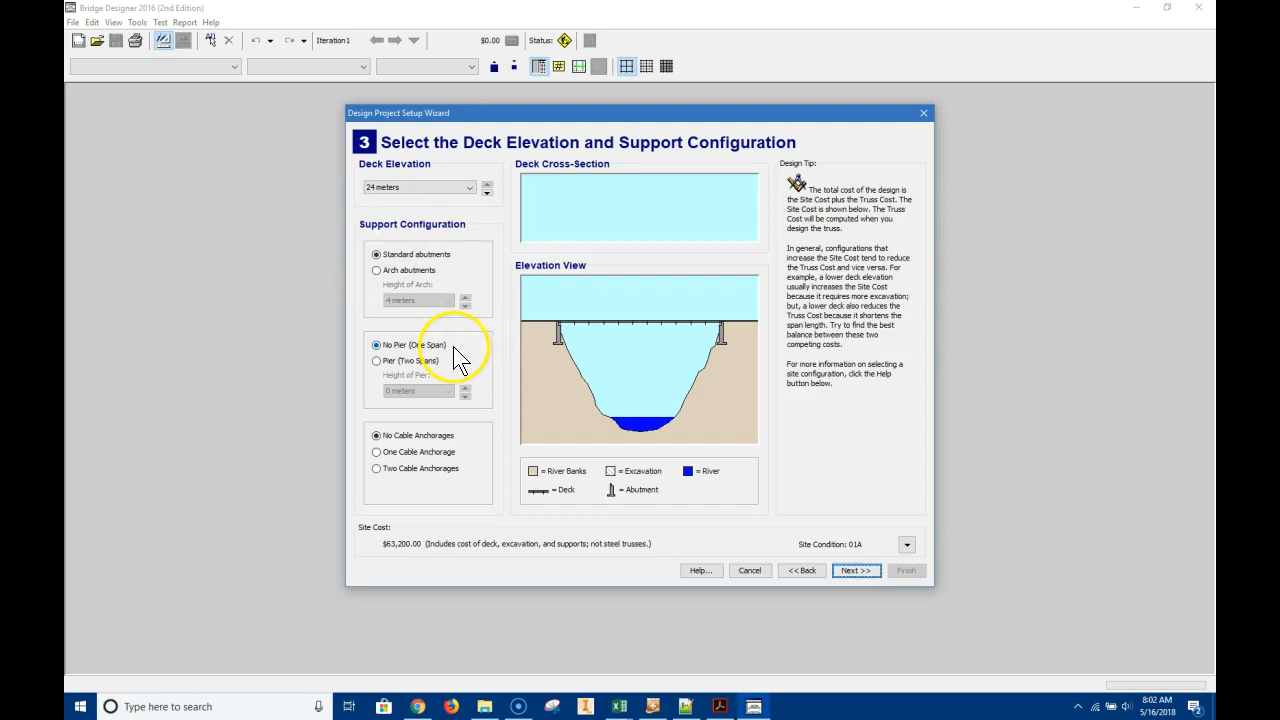 Bridge Designer 2016 (2nd Edition)
File Edit View Tools Test Report Help
Iteration1 $0.00 Status:
Design Project Setup Wizard
3 Select the Deck Elevation and Support Configuration
Deck Elevation
24 meters
Support Configuration
Standard abutments
Arch abutments
Height of Arch:
4 meters
No Pier (One Span)
Pier (Two Spans)
Height of Pier:
0 meters
No Cable Anchorages
One Cable Anchorage
Two Cable Anchorages
Deck Cross-Section
Elevation View
= River Banks = Excavation = River
= Deck = Abutment
Design Tip:
The total cost of the design is
the Site Cost plus the Truss Cost. The
Site Cost is shown below. The Truss
Cost will be computed when you
design the truss.
In general, configurations that
increase the Site Cost tend to reduce
the Truss Cost and vice versa. For
example, a lower deck elevation
usually increases the Site Cost
because it requires more excavation;
but, a lower deck also reduces the
Truss Cost because it shortens the
span length. Try to find the best
balance between these two
competing costs.
For more information on selecting a
site configuration, click the Help
button below.
Site Cost:
$63,200.00 (Includes cost of deck, excavation, and supports; not steel trusses.) Site Condition: 01A
Help... Cancel << Back Next >> Finish
Type here to search
8:02 AM
5/16/2018
2